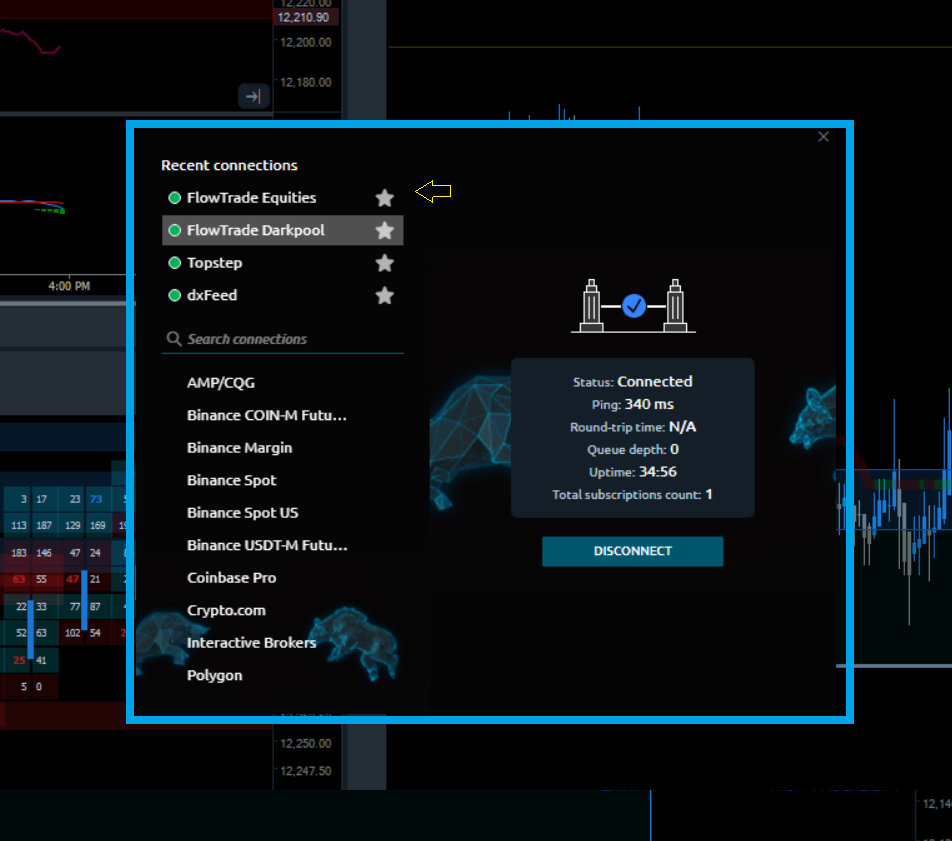 12,220.00
12,210.90
12,200.00
12,180.00
4:00 PM
Recent connections
FlowTrade Equities
FlowTrade Darkpool
Topstep
dxFeed
Search connections
AMP/CQG
Binance COIN-M Futu...
Binance Margin
Binance Spot
Binance Spot US
Binance USDT-M Futu...
Coinbase Pro
Crypto.com
Interactive Brokers
Polygon
Status: Connected
Ping: 340 ms
Round-trip time: N/A
Queue depth: 0
Uptime: 34:56
Total subscriptions count: 1
DISCONNECT
3 17 23 73
113 187 129 169
183 146 47 24
63 55 47 21
22 33 77 87
52 63 102 54
25 41
5 0
12,250.00
12,247.50